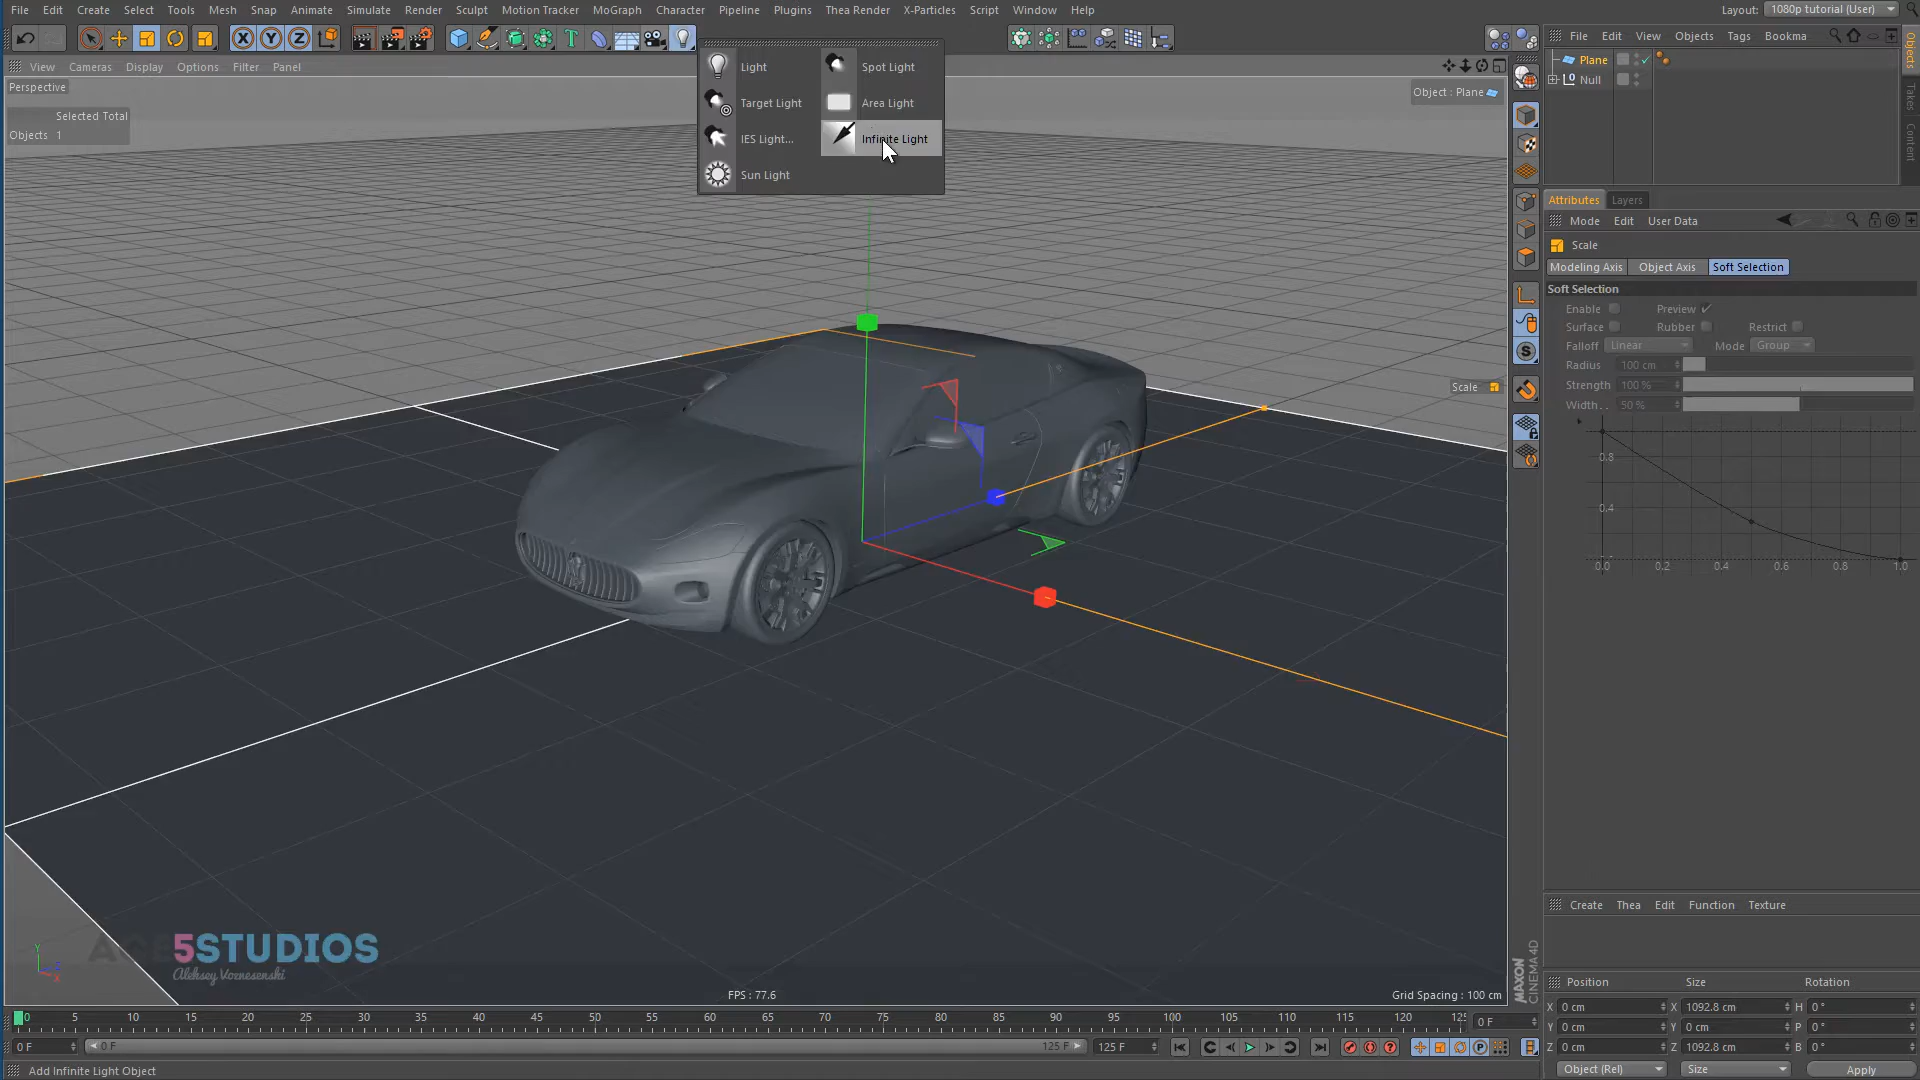 File Edit Create Select Tools Mesh Snap Animate Simulate Render Sculpt Motion Tracker MoGraph Character Pipeline Plugins Thea Render X-Particles Script Window Help
Layout: 1080p tutorial (User)
X Y Z
T
View Cameras Display Options Filter Panel
Perspective
Selected Total
Objects 1
Light
Spot Light
Target Light
Area Light
IES Light...
Infinite Light
Sun Light
Object : Plane
Scale
File Edit View Objects Tags Bookma
Plane
Null
Objects
Takes
Content
Attributes Layers
Mode Edit User Data
Scale
Modeling Axis Object Axis Soft Selection
Soft Selection
Enable Preview
Surface Rubber Restrict
Falloff Linear Mode Group
Radius 100 cm
Strength 100 %
Width . . 50 %
0.8
0.4
0.0 0.2 0.4 0.6 0.8 1.0
Create Thea Edit Function Texture
5STUDIOS
Aleksey Voznesenski
Y
Z
X
FPS : 77.6
Grid Spacing : 100 cm
MAXON
CINEMA 4D
0 5 10 15 20 25 30 35 40 45 50 55 60 65 70 75 80 85 90 95 100 105 110 115 120 125
0 F
0 F
0 F
125 F
125 F
Position Size Rotation
X 0 cm X 1092.8 cm H 0 °
Y 0 cm Y 0 cm P 0 °
Z 0 cm Z 1092.8 cm B 0 °
Object (Rel) Size Apply
Add Infinite Light Object